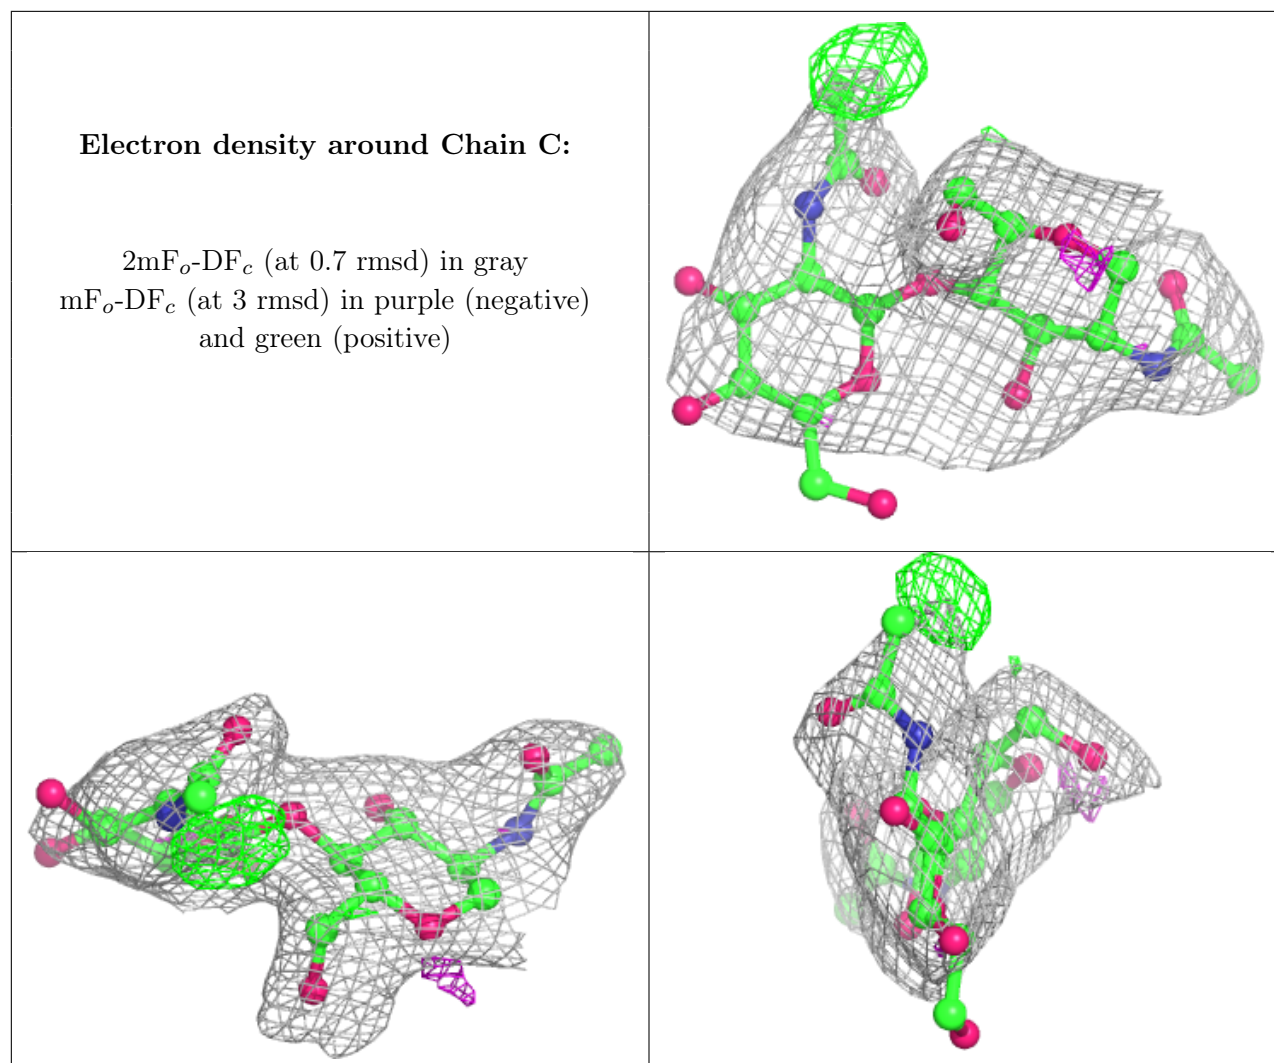 Electron density around Chain C:
2mFₒ-DF𝑐 (at 0.7 rmsd) in gray
mFₒ-DF𝑐 (at 3 rmsd) in purple (negative)
and green (positive)